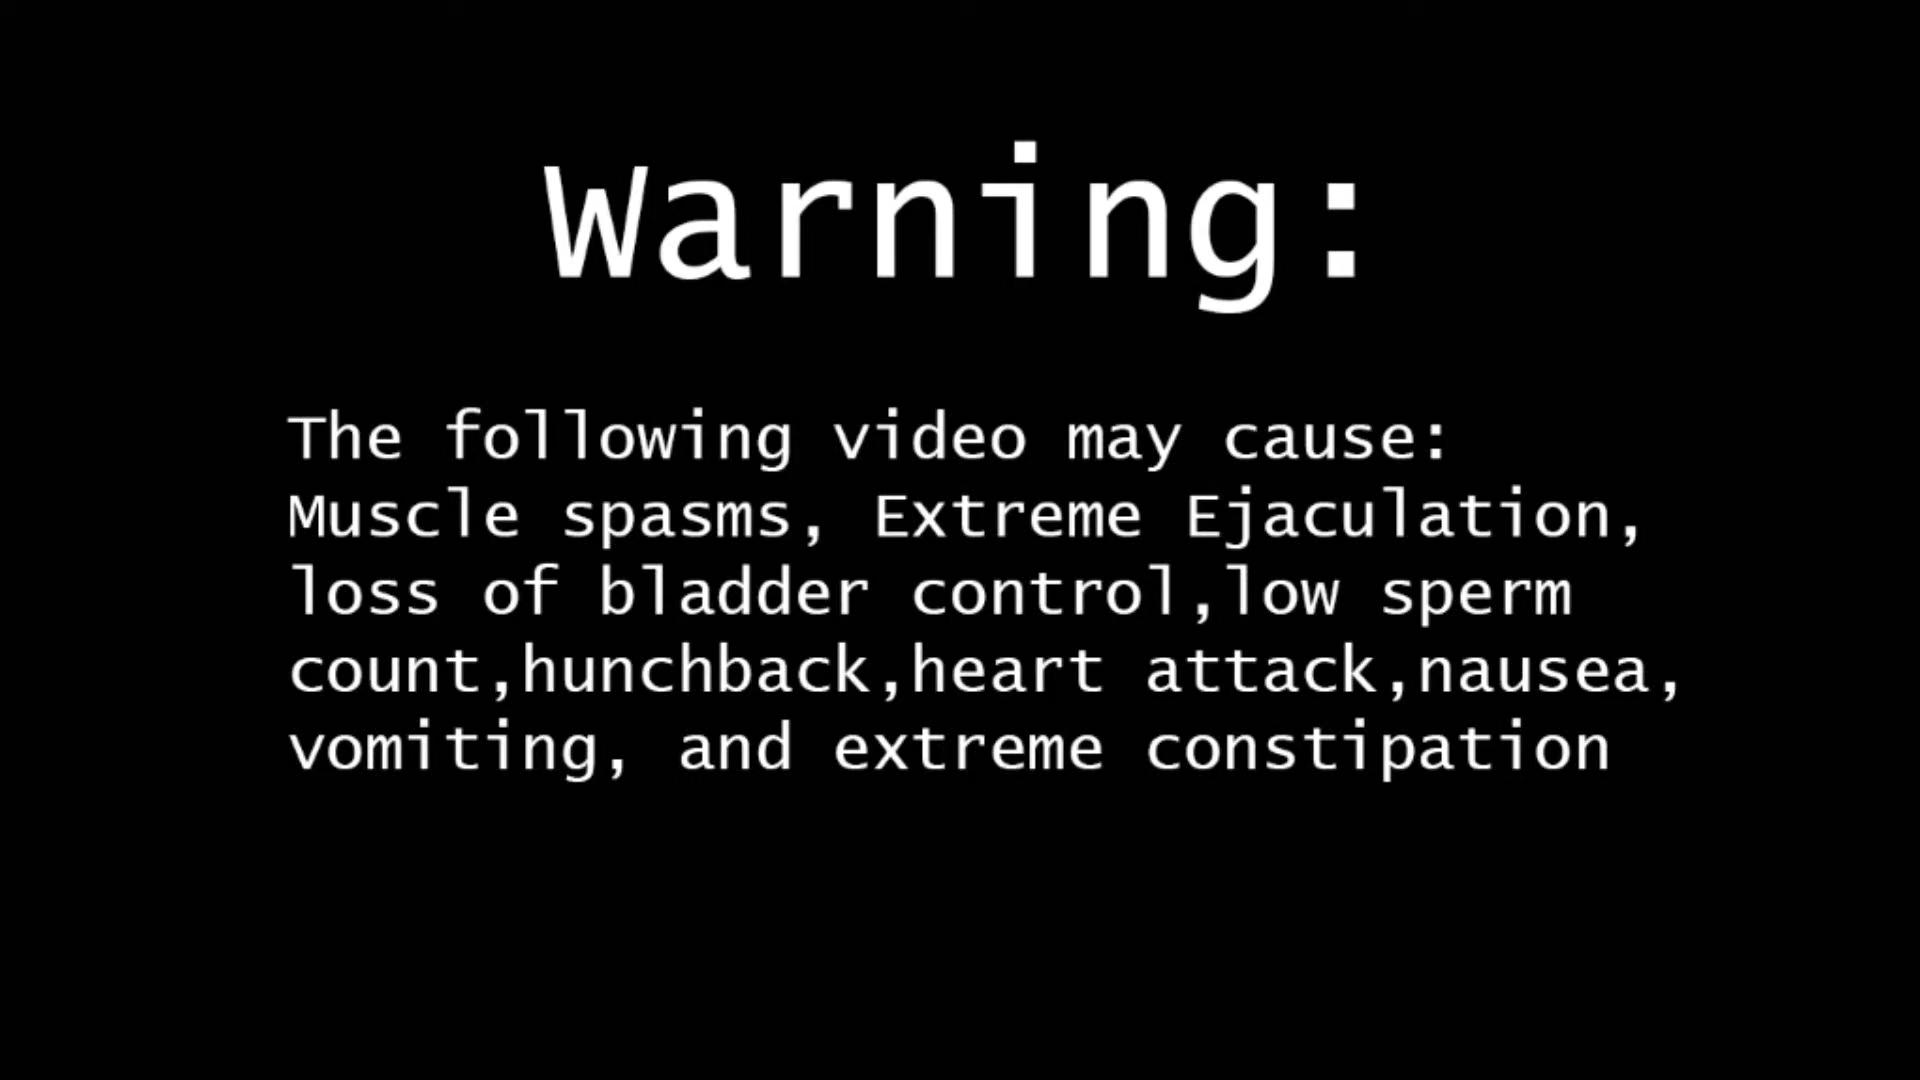 Warning:
The following video may cause:
Muscle spasms, Extreme Ejaculation,
loss of bladder control,low sperm
count,hunchback,heart attack,nausea,
vomiting, and extreme constipation